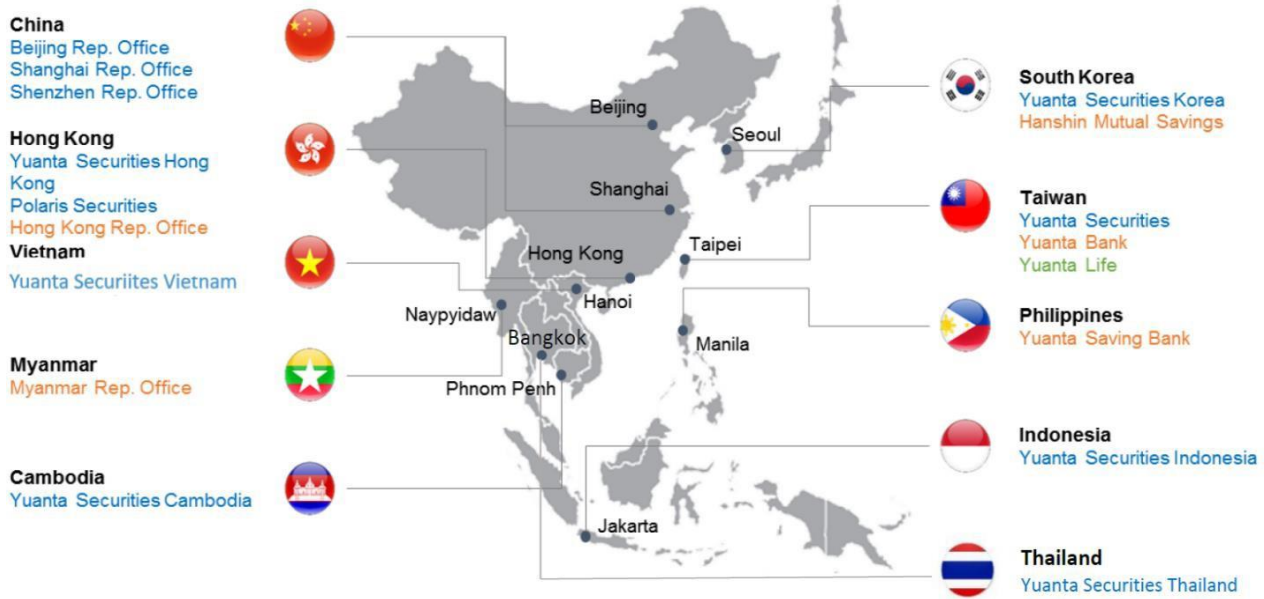 China
Beijing Rep. Office
Shanghai Rep. Office
Shenzhen Rep. Office
Hong Kong
Yuanta Securities Hong
Kong
Polaris Securities
Hong Kong Rep. Office
Vietnam
Yuanta Securiites Vietnam
Myanmar
Myanmar Rep. Office
Cambodia
Yuanta Securities Cambodia
Beijing
Seoul
Shanghai
Taipei
Hong Kong
Hanoi
Naypyidaw
Bangkok
Manila
Phnom Penh
Jakarta
South Korea
Yuanta Securities Korea
Hanshin Mutual Savings
Taiwan
Yuanta Securities
Yuanta Bank
Yuanta Life
Philippines
Yuanta Saving Bank
Indonesia
Yuanta Securities Indonesia
Thailand
Yuanta Securities Thailand